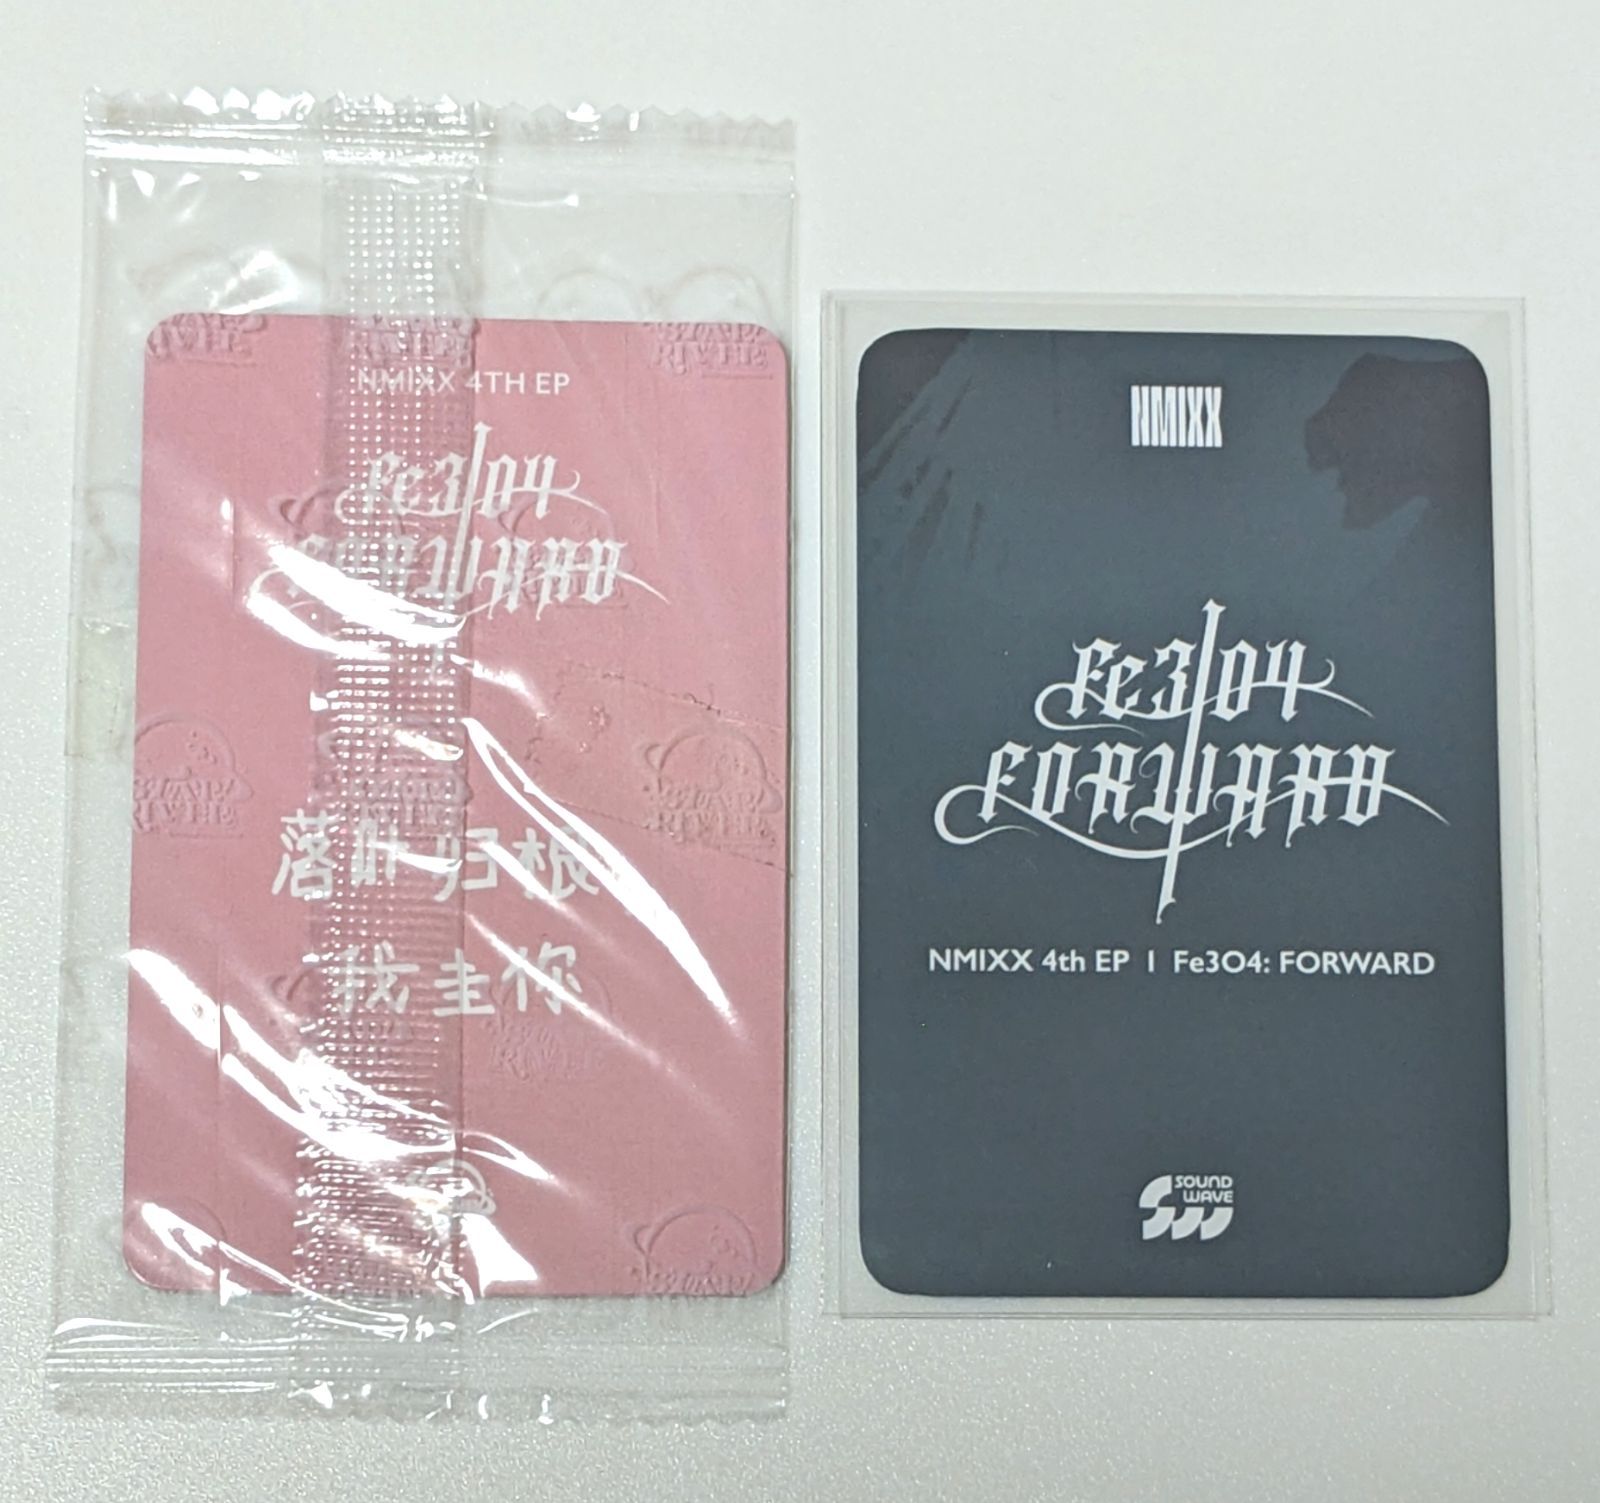 NMIXX 4TH EP
Fe3O4
FORWARD
落叶归根
我圭你
NMIXX
Fe3O4
FORWARD
NMIXX 4th EP I Fe3O4: FORWARD
SOUND
WAVE